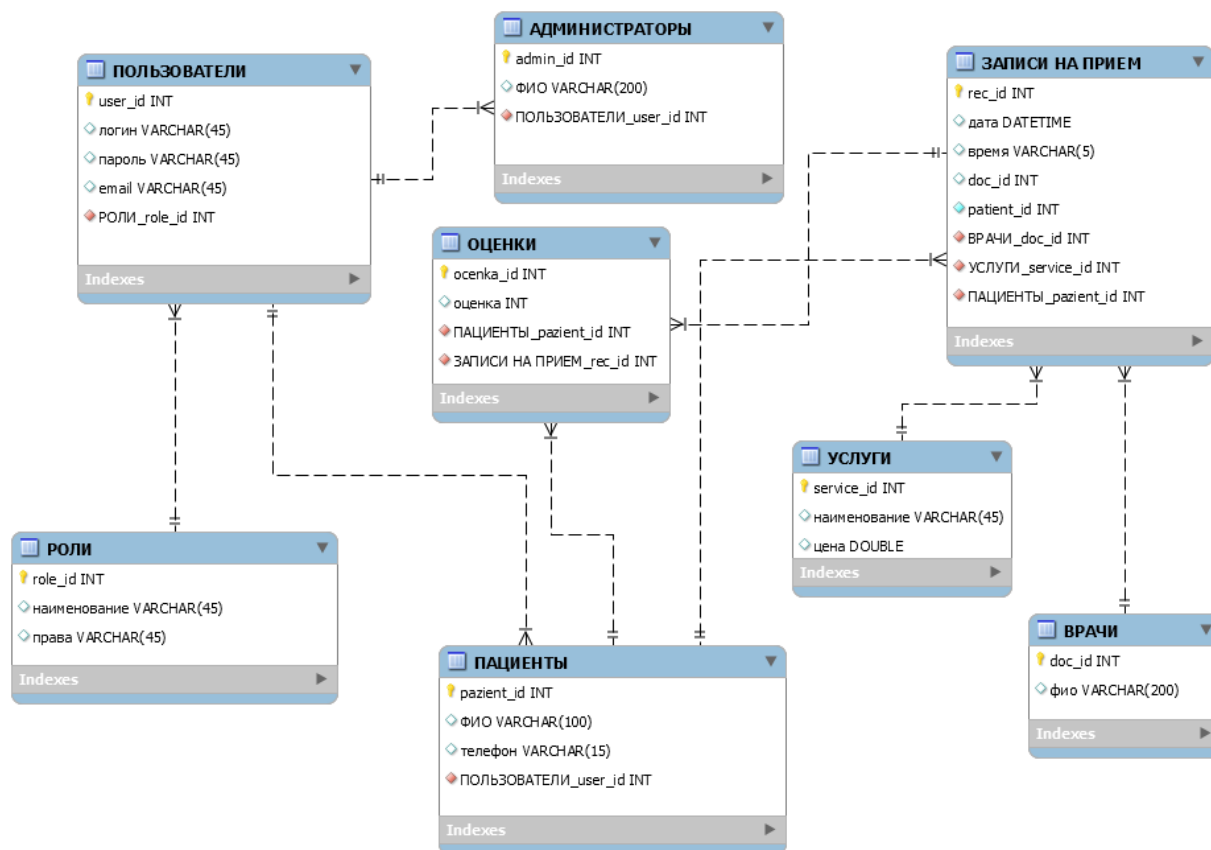 АДМИНИСТРАТОРЫ
admin_id INT
ФИО VARCHAR(200)
ПОЛЬЗОВАТЕЛИ_user_id INT
Indexes
ПОЛЬЗОВАТЕЛИ
user_id INT
логин VARCHAR(45)
пароль VARCHAR(45)
email VARCHAR(45)
РОЛИ_role_id INT
Indexes
ЗАПИСИ НА ПРИЕМ
rec_id INT
дата DATETIME
время VARCHAR(5)
doc_id INT
patient_id INT
ВРАЧИ_doc_id INT
УСЛУГИ_service_id INT
ПАЦИЕНТЫ_pazient_id INT
Indexes
ОЦЕНКИ
ocenka_id INT
оценка INT
ПАЦИЕНТЫ_pazient_id INT
ЗАПИСИ НА ПРИЕМ_rec_id INT
Indexes
УСЛУГИ
service_id INT
наименование VARCHAR(45)
цена DOUBLE
Indexes
РОЛИ
role_id INT
наименование VARCHAR(45)
права VARCHAR(45)
Indexes
ПАЦИЕНТЫ
pazient_id INT
ФИО VARCHAR(100)
телефон VARCHAR(15)
ПОЛЬЗОВАТЕЛИ_user_id INT
Indexes
ВРАЧИ
doc_id INT
фио VARCHAR(200)
Indexes